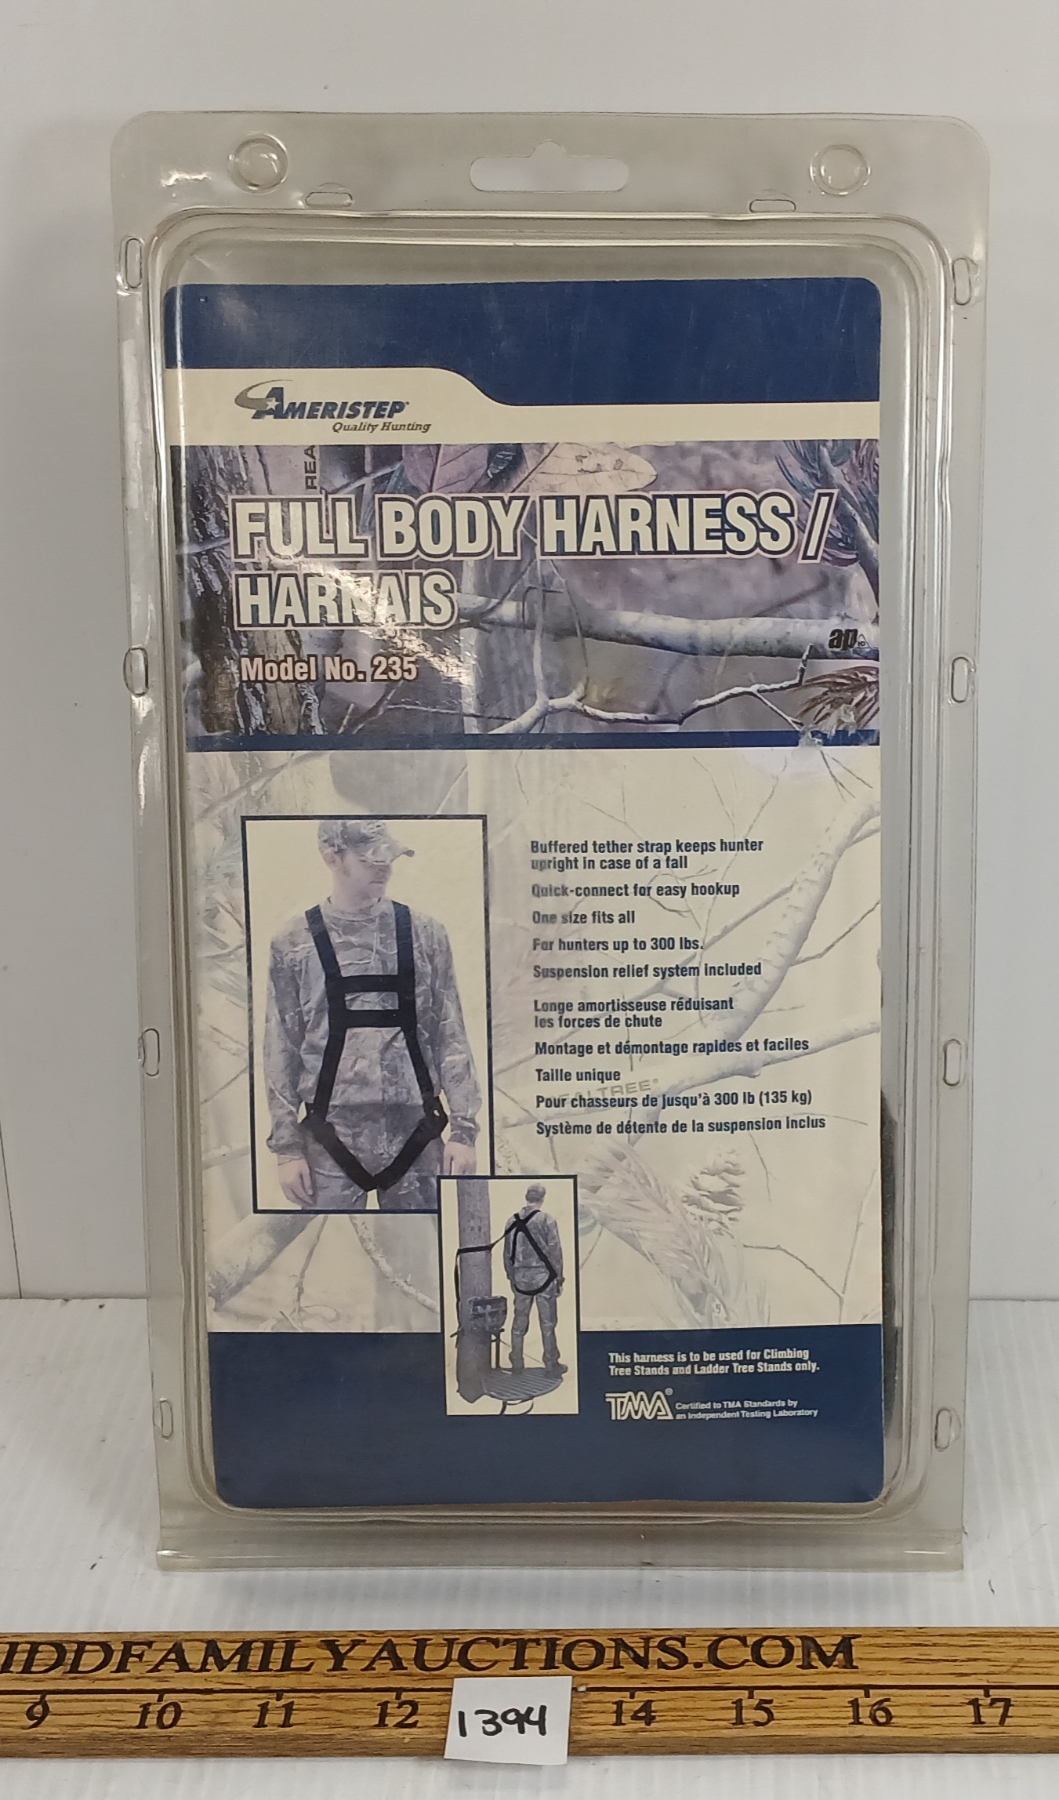 AMERISTEP
Quality Hunting
REA
FULL BODY HARNESS /
HARNAIS
Model No. 235
ap
Buffered tether strap keeps hunter
upright in case of a fall
Quick-connect for easy hookup
One size fits all
For hunters up to 300 lbs.
Suspension relief system included
Longe amortisseuse réduisant
les forces de chute
Montage et démontage rapides et faciles
Taille unique
REALTREE®
Pour chasseurs de jusqu'à 300 lb (135 kg)
Système de détente de la suspension inclus
This harness is to be used for Climbing
Tree Stands and Ladder Tree Stands only.
TMA®
Certified to TMA Standards by
an Independent Testing Laboratory
IDDFAMILYAUCTIONS.COM
9 10 11 12 14 15 16 17
1394